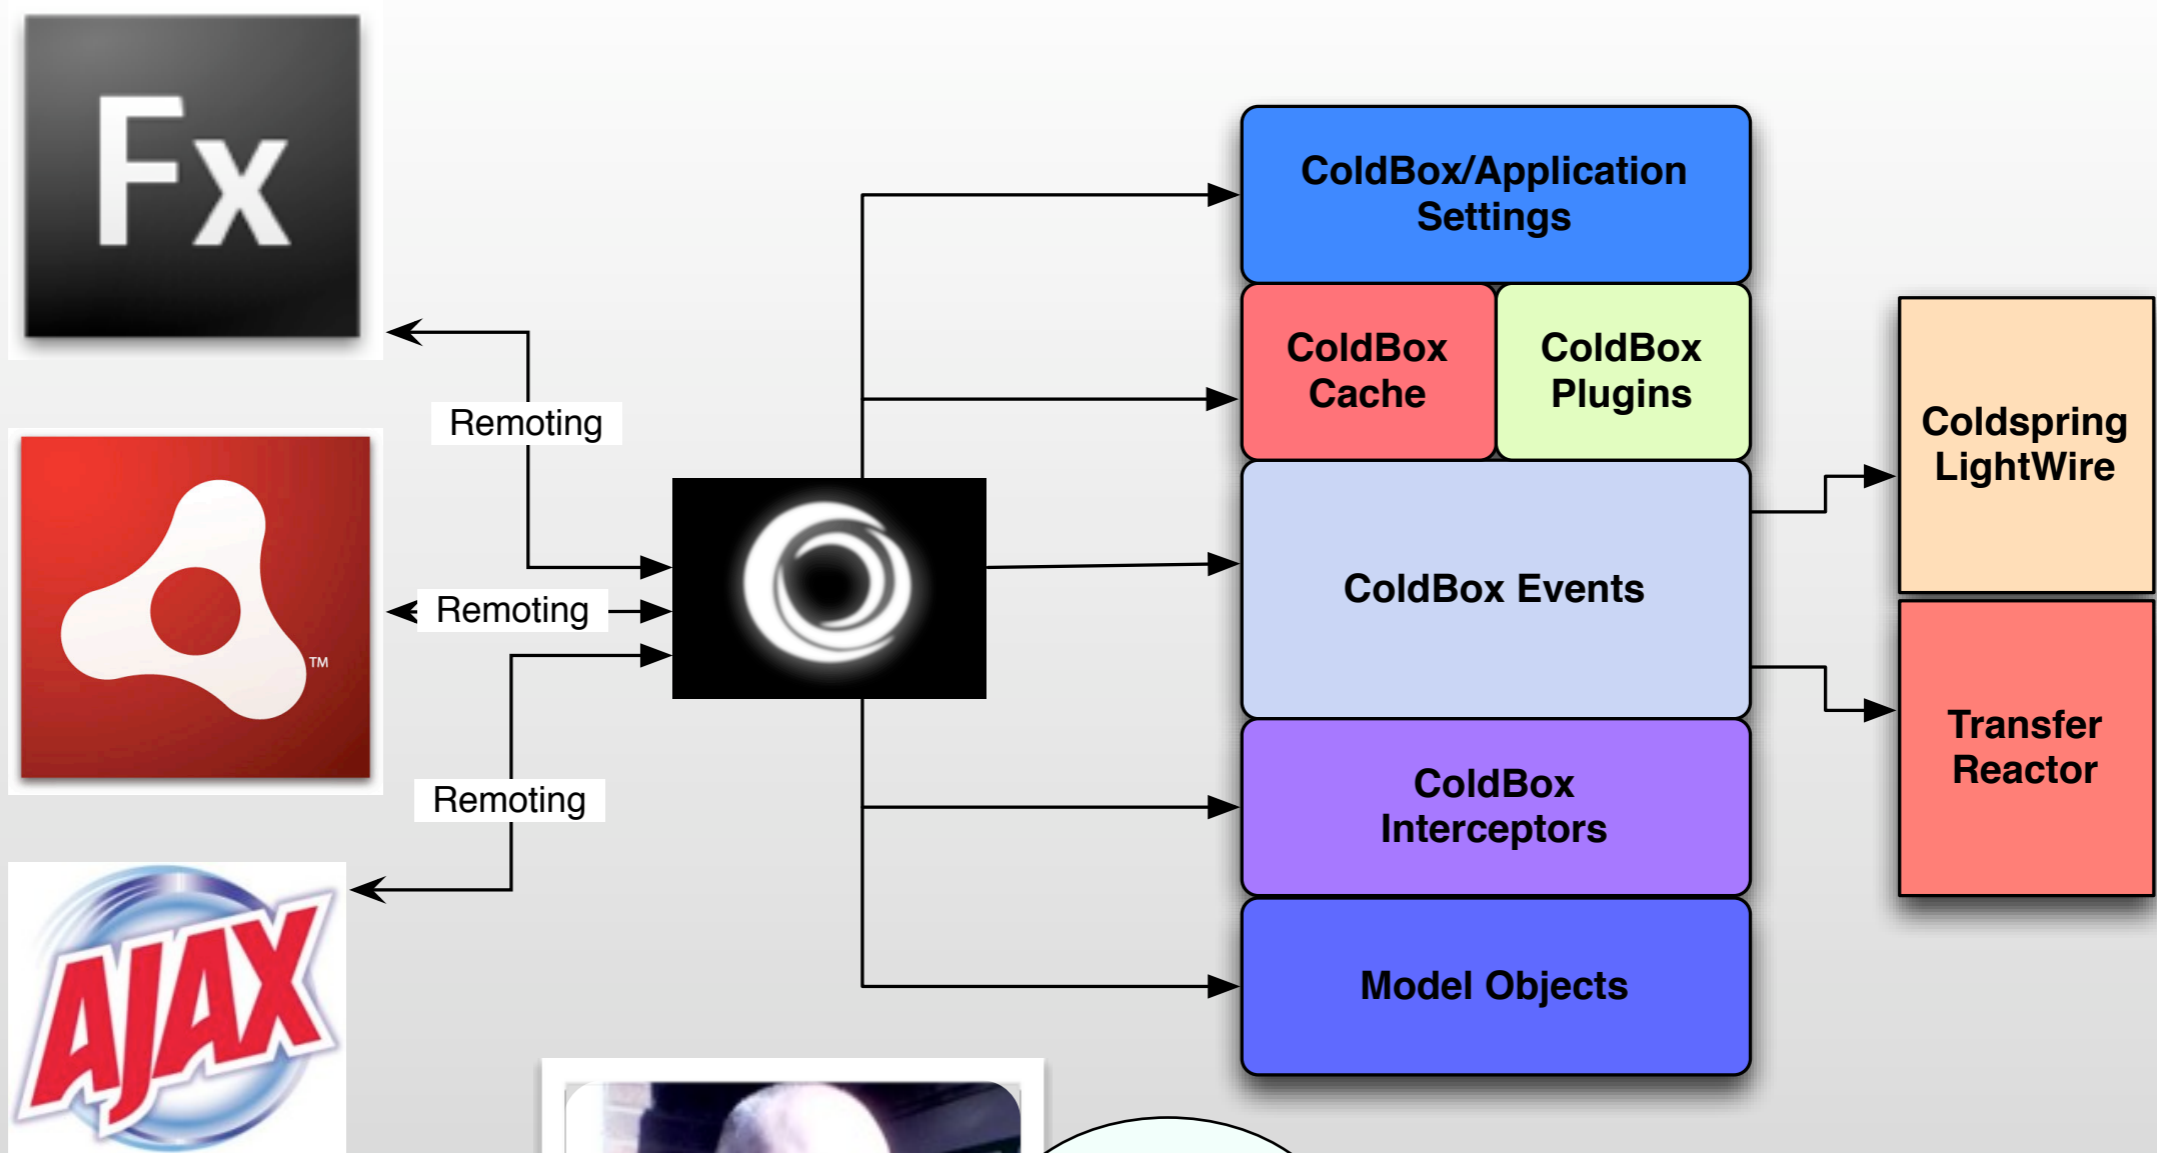 Fx
Remoting
TM
Remoting
Remoting
AJAX
ColdBox/Application
Settings
ColdBox
Cache
ColdBox
Plugins
ColdBox Events
ColdBox
Interceptors
Model Objects
Coldspring
LightWire
Transfer
Reactor